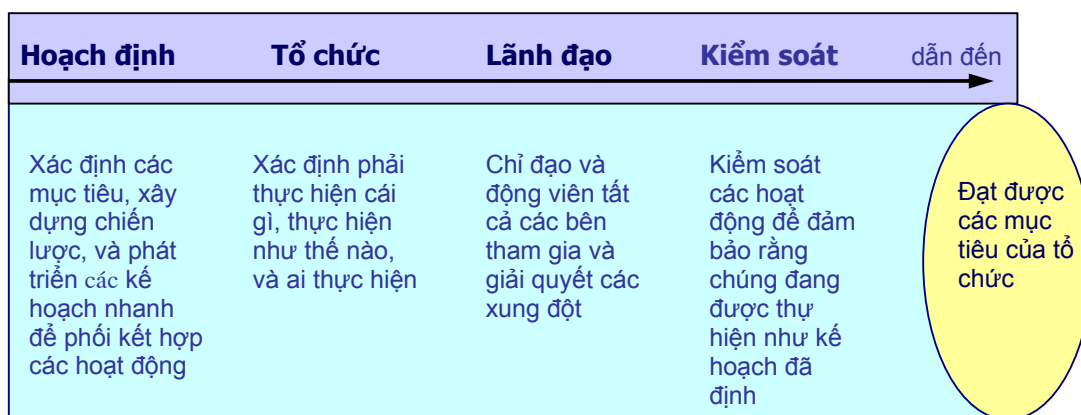 Hoạch định
Tổ chức
Lãnh đạo
Kiểm soát
dẫn đến
Xác định các
mục tiêu, xây
dựng chiến
lược, và phát
triển các kế
hoạch nhanh
để phối kết hợp
các hoạt động
Xác định phải
thực hiện cái
gì, thực hiện
như thế nào,
và ai thực hiện
Chỉ đạo và
động viên tất
cả các bên
tham gia và
giải quyết các
xung đột
Kiểm soát
các hoạt
động để đảm
bảo rằng
chúng đang
được thự
hiện như kế
hoạch đã
định
Đạt được
các mục
tiêu của tổ
chức